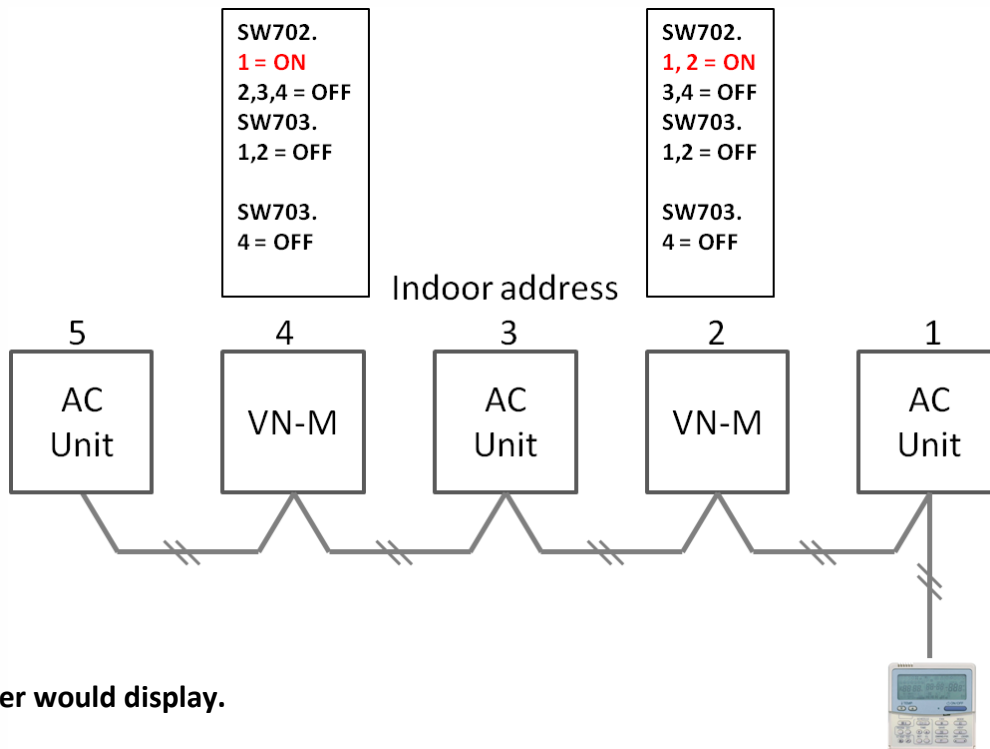 SW702.
1 = ON
2,3,4 = OFF
SW703.
1,2 = OFF
SW703.
4 = OFF
SW702.
1, 2 = ON
3,4 = OFF
SW703.
1,2 = OFF
SW703.
4 = OFF
Indoor address
5 4 3 2 1
AC
Unit
VN-M
AC
Unit
VN-M
AC
Unit
er would display.